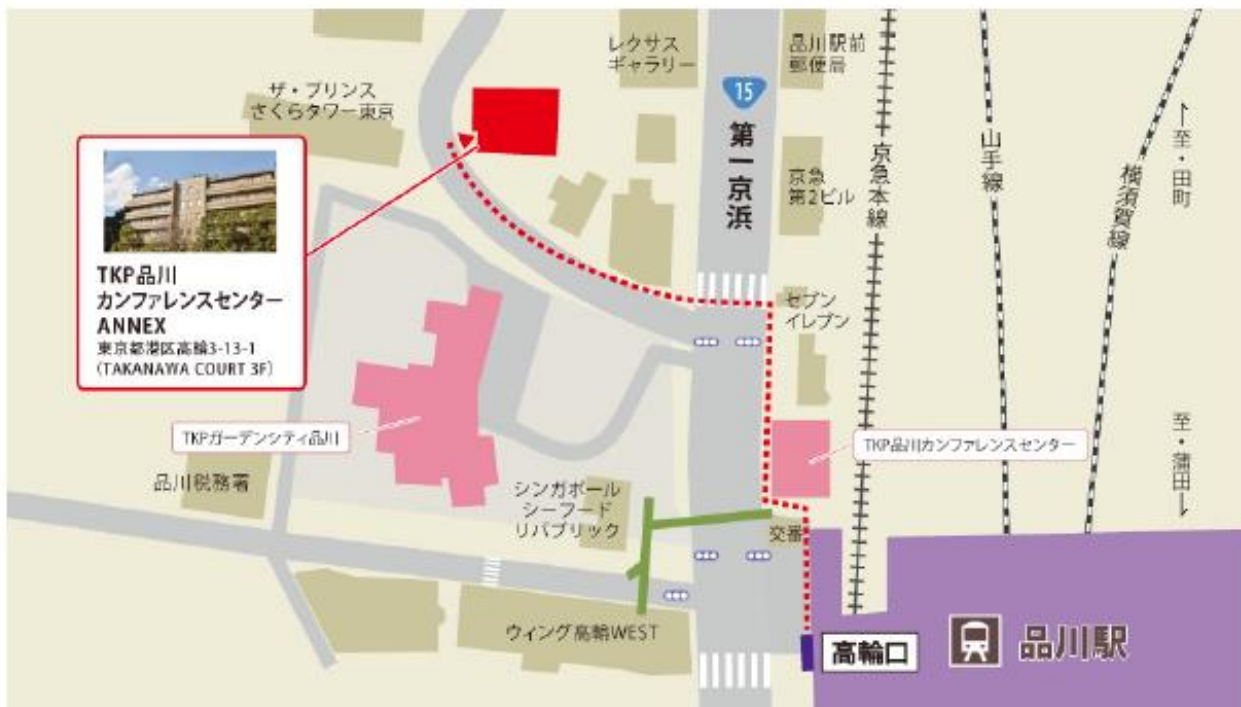 レクサス
ギャラリー
品川駅前
郵便局
ザ・プリンス
さくらタワー東京
15
第一京浜
京急
第2ビル
京急本線
山手線
横須賀線
至・田町
TKP品川
カンファレンスセンター
ANNEX
東京都港区高輪3-13-1
(TAKANAWA COURT 3F)
セブン
イレブン
TKPガーデンシティ品川
TKP品川カンファレンスセンター
至・蒲田
品川税務署
シンガポール
シーフード
リパブリック
交番
ウィング高輪WEST
高輪口
品川駅